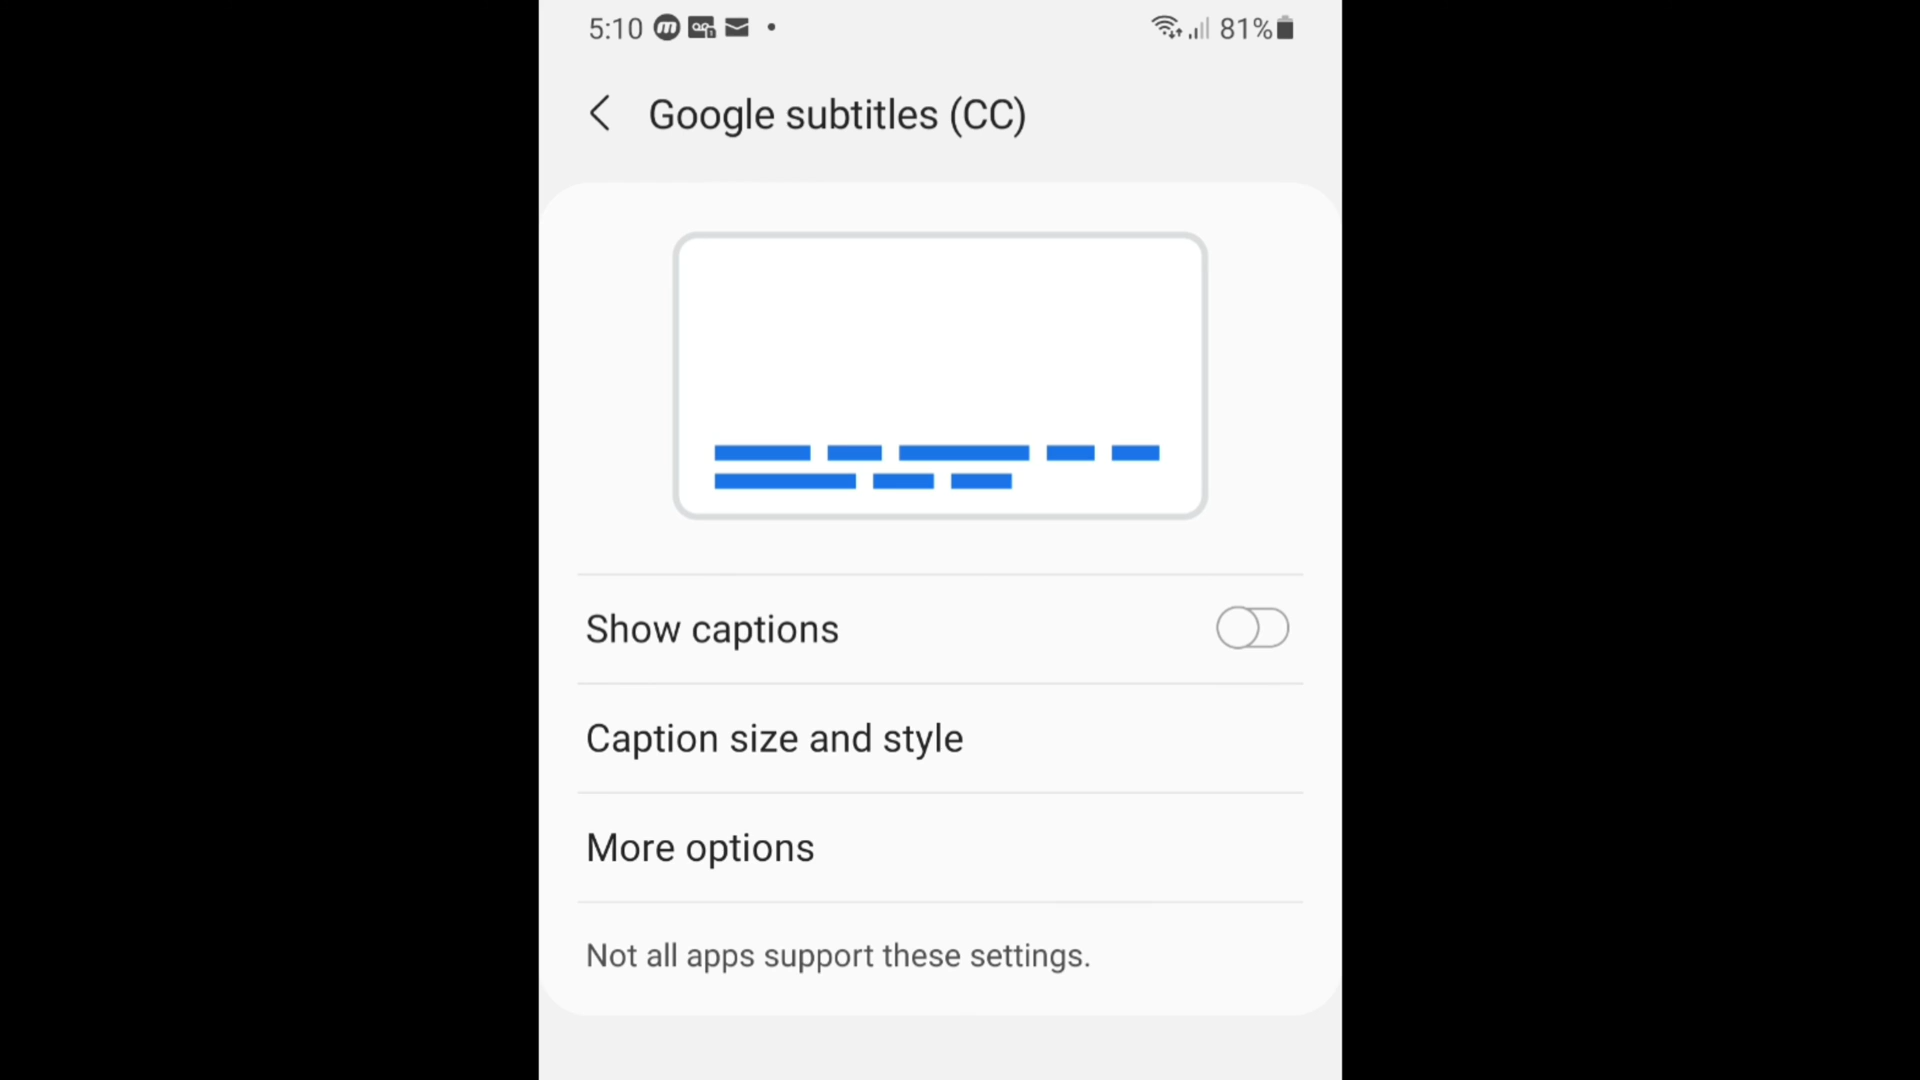 5:10 81%
Google subtitles (CC)
Show captions
Caption size and style
More options
Not all apps support these settings.